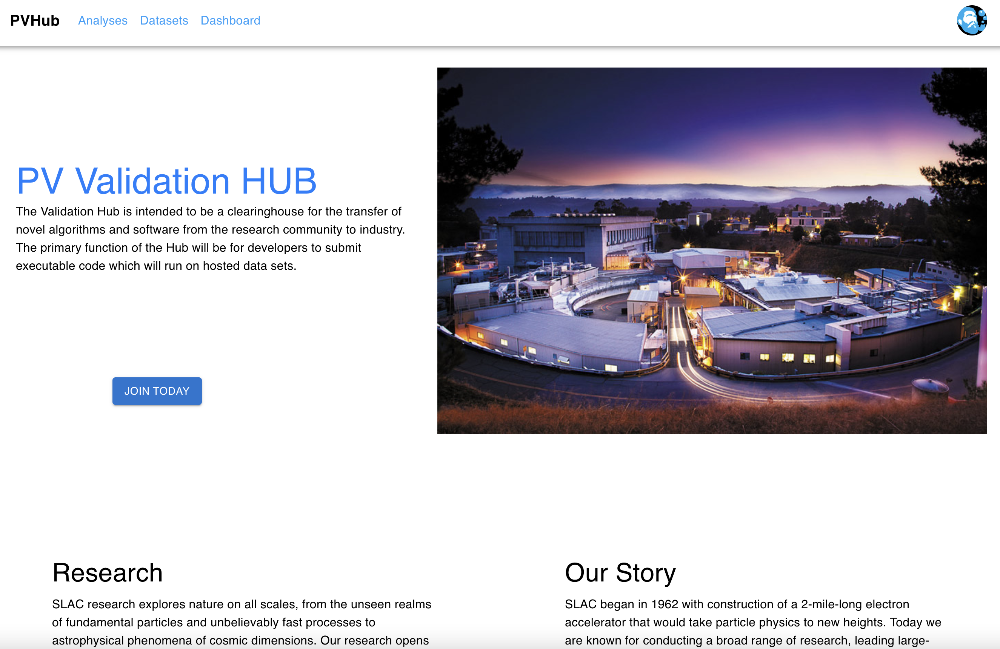 PVHub Analyses Datasets Dashboard
PV Validation HUB
The Validation Hub is intended to be a clearinghouse for the transfer of
novel algorithms and software from the research community to industry.
The primary function of the Hub will be for developers to submit
executable code which will run on hosted data sets.
JOIN TODAY
Research
SLAC research explores nature on all scales, from the unseen realms
of fundamental particles and unbelievably fast processes to
astrophysical phenomena of cosmic dimensions. Our research opens
Our Story
SLAC began in 1962 with construction of a 2-mile-long electron
accelerator that would take particle physics to new heights. Today we
are known for conducting a broad range of research, leading large-